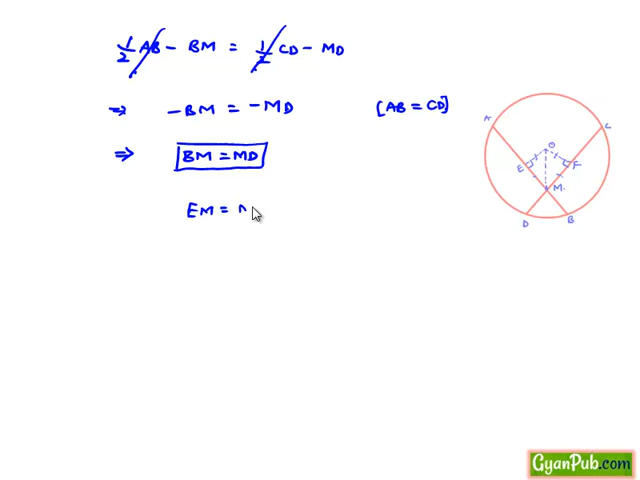 1/2 AB - BM = 1/2 CD - MD
⇒ -BM = -MD [AB = CD]
⇒ BM = MD
EM = M
A
C
O
E
F
M.
D
B
GyanPub.com